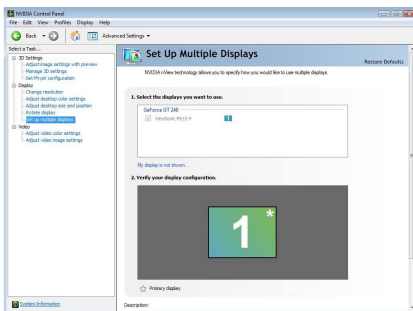 NVIDIA Control Panel
File Edit View Profiles Display Help
Back
Advanced Settings
Select a Task...
3D Settings
Adjust image settings with preview
Manage 3D settings
Set PhysX configuration
Display
Change resolution
Adjust desktop color settings
Adjust desktop size and position
Rotate display
Set up multiple displays
Video
Adjust video color settings
Adjust video image settings
System Information
Set Up Multiple Displays
Restore Defaults
NVIDIA nView technology allows you to specify how you would like to use multiple displays.
1. Select the displays you want to use.
GeForce GT 240
1
My display is not shown...
2. Verify your display configuration.
1 *
Primary display
Description: